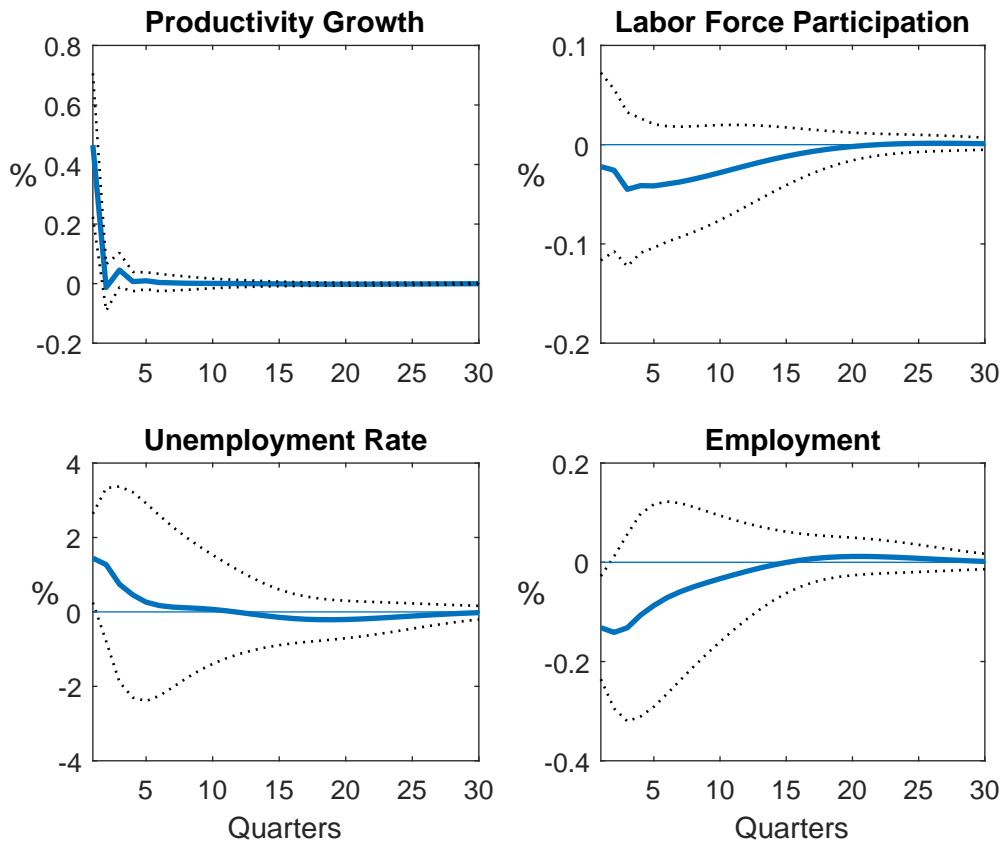 Productivity Growth
0.8
0.6
0.4
0.2
0
-0.2
%
5 10 15 20 25 30
Labor Force Participation
0.1
0
-0.1
-0.2
%
5 10 15 20 25 30
Unemployment Rate
4
2
0
-2
-4
%
5 10 15 20 25 30
Quarters
Employment
0.2
0
-0.2
-0.4
%
5 10 15 20 25 30
Quarters